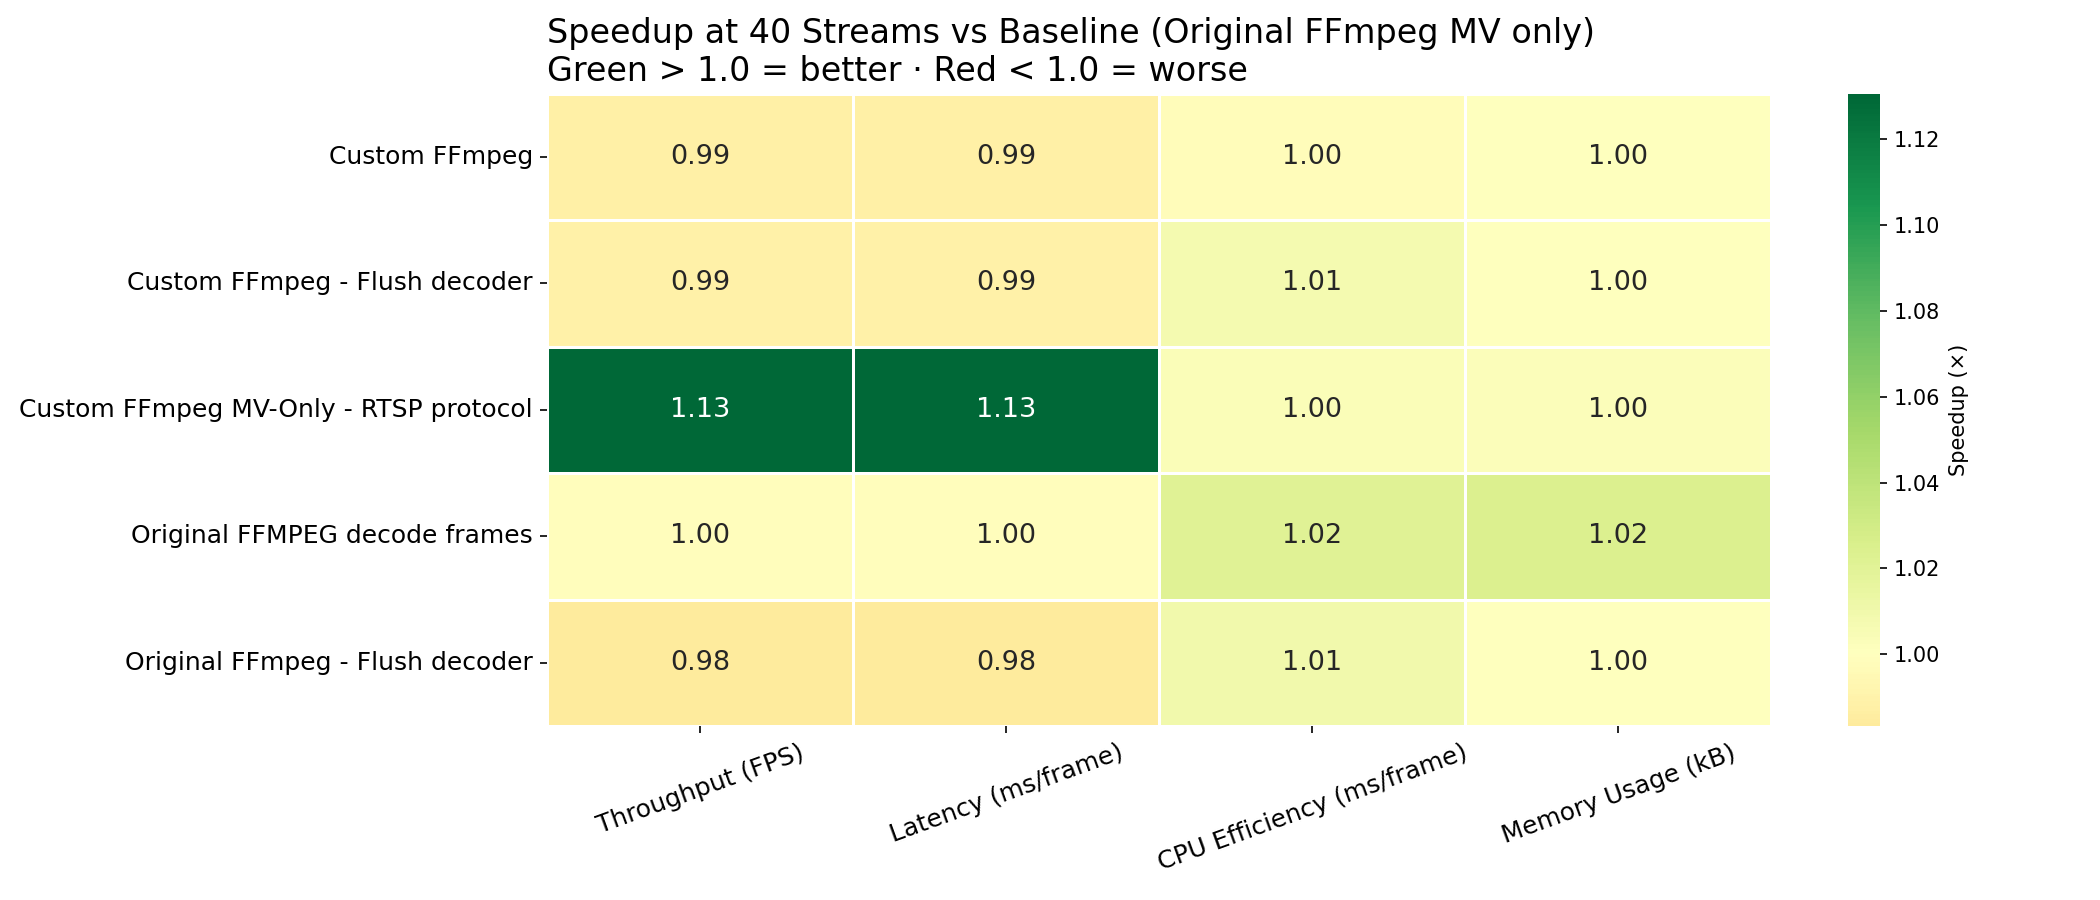 Speedup at 40 Streams vs Baseline (Original FFmpeg MV only)
Green > 1.0 = better · Red < 1.0 = worse
Custom FFmpeg 0.99 0.99 1.00 1.00
Custom FFmpeg - Flush decoder 0.99 0.99 1.01 1.00
Custom FFmpeg MV-Only - RTSP protocol 1.13 1.13 1.00 1.00
Original FFMPEG decode frames 1.00 1.00 1.02 1.02
Original FFmpeg - Flush decoder 0.98 0.98 1.01 1.00
Throughput (FPS)
Latency (ms/frame)
CPU Efficiency (ms/frame)
Memory Usage (kB)
1.12
1.10
1.08
1.06
1.04
1.02
1.00
Speedup (×)